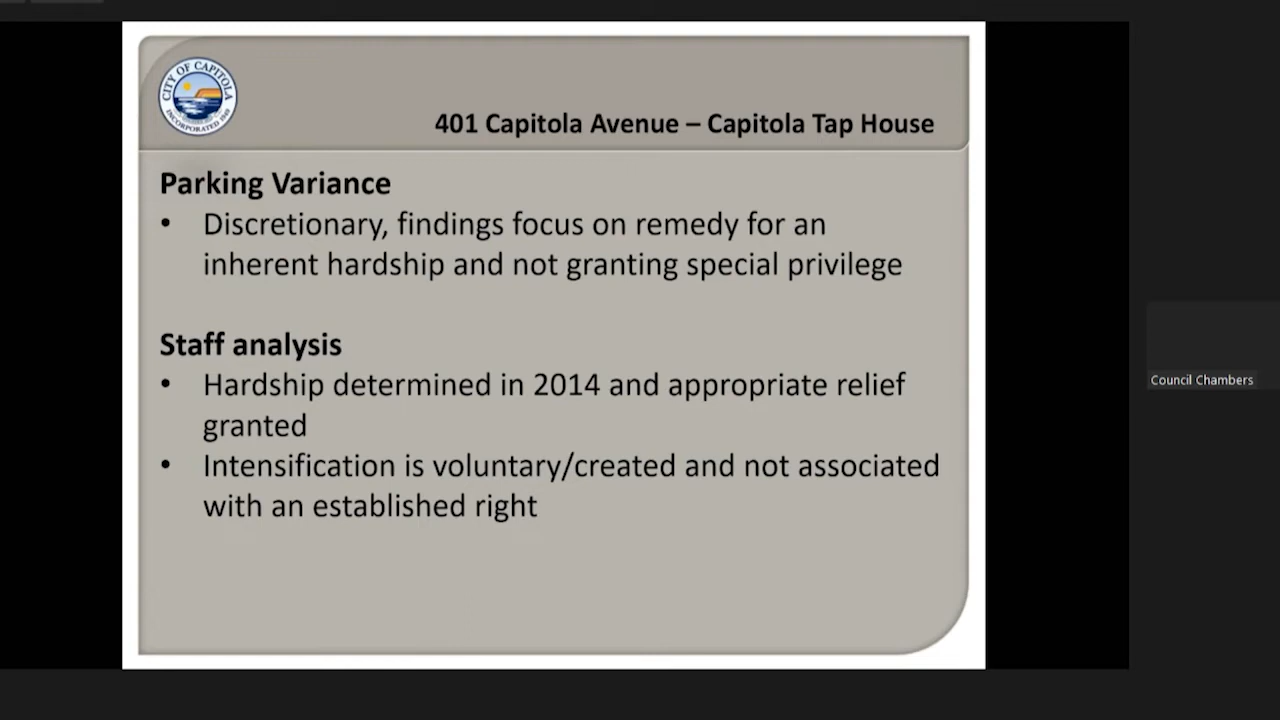 CITY OF CAPITOLA
INCORPORATED 1949
401 Capitola Avenue – Capitola Tap House
Parking Variance
• Discretionary, findings focus on remedy for an
inherent hardship and not granting special privilege
Staff analysis
• Hardship determined in 2014 and appropriate relief
granted
• Intensification is voluntary/created and not associated
with an established right
Council Chambers